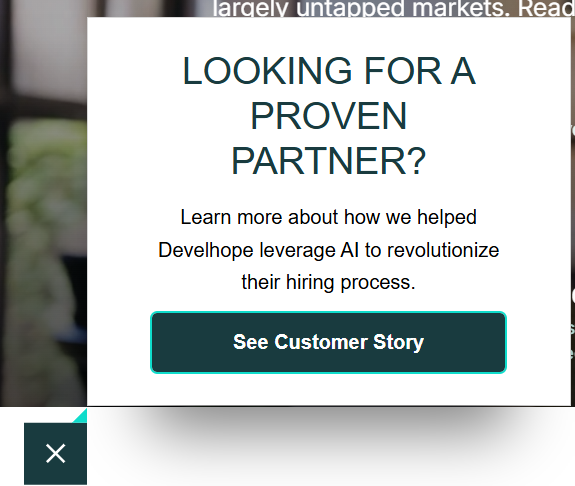 largely untapped markets. Read
LOOKING FOR A
PROVEN
PARTNER?
Learn more about how we helped
Develhope leverage AI to revolutionize
their hiring process.
See Customer Story